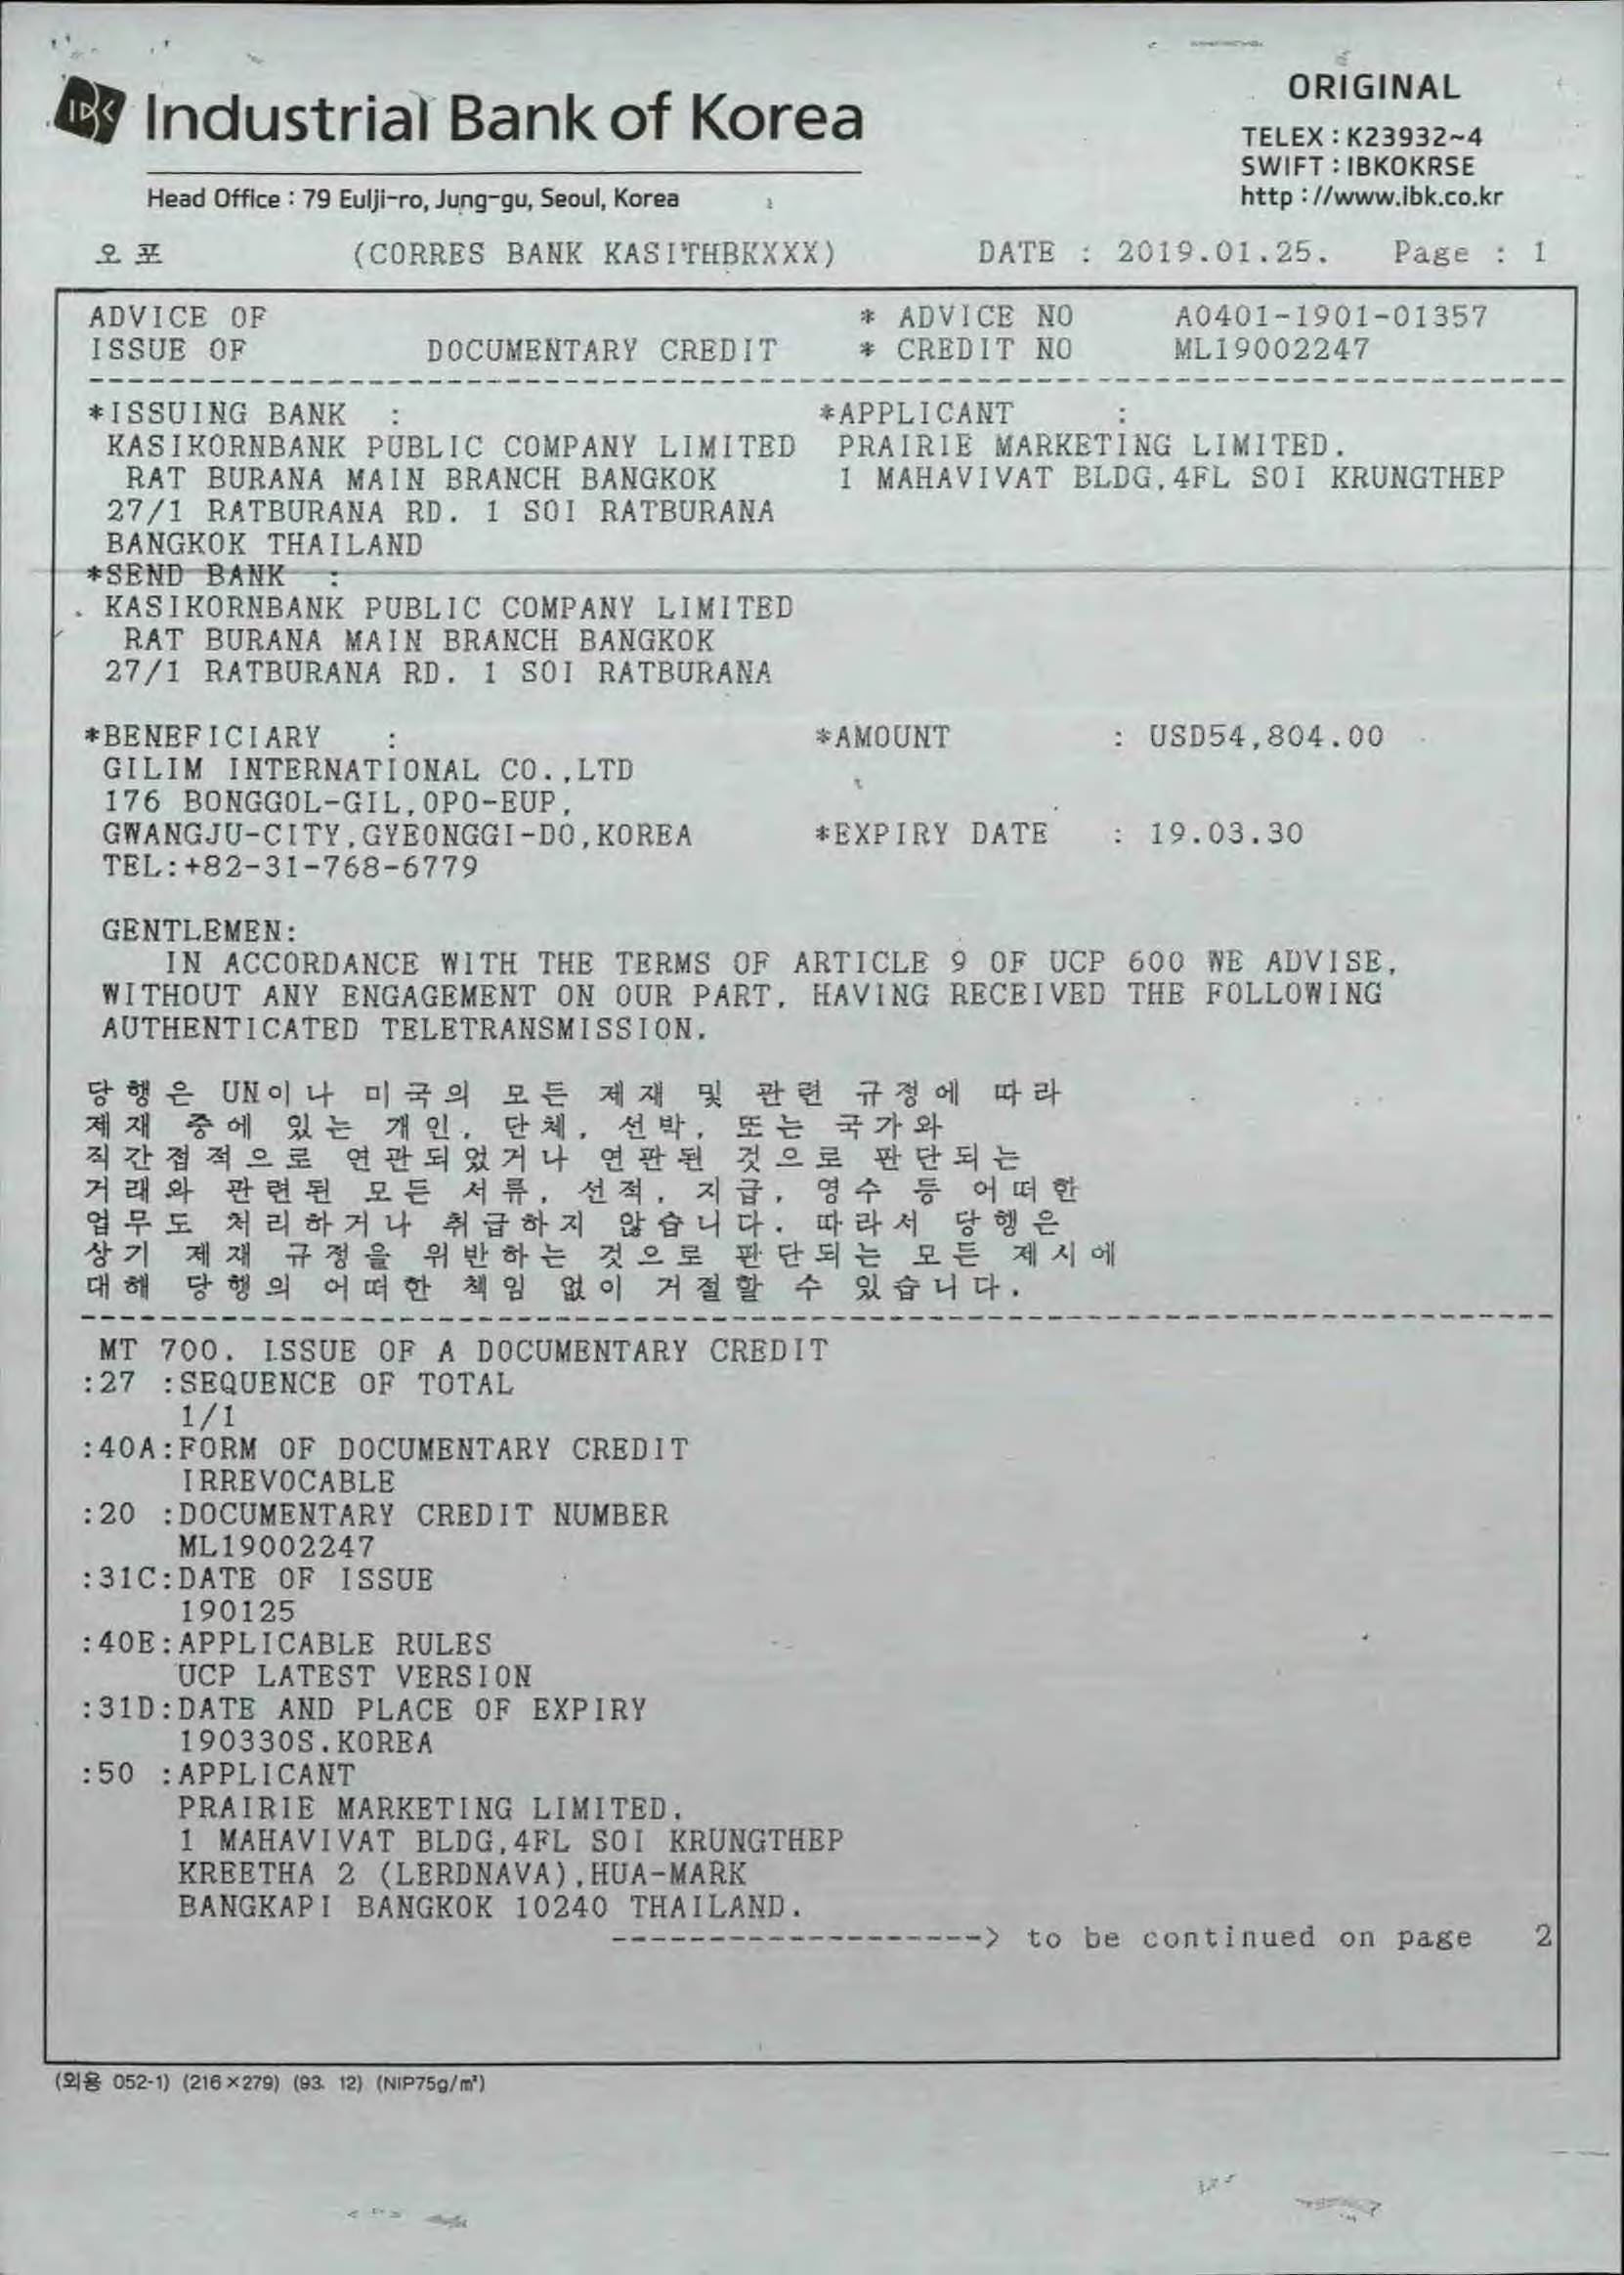 IBK Industrial Bank of Korea
ORIGINAL
TELEX : K23932~4
SWIFT : IBKOKRSE
http : //www.ibk.co.kr
Head Office : 79 Eulji-ro, Jung-gu, Seoul, Korea
오포 (CORRES BANK KASITHBKXXX) DATE : 2019.01.25. Page : 1
ADVICE OF * ADVICE NO A0401-1901-01357
ISSUE OF DOCUMENTARY CREDIT * CREDIT NO ML19002247
*ISSUING BANK : *APPLICANT :
KASIKORNBANK PUBLIC COMPANY LIMITED PRAIRIE MARKETING LIMITED.
RAT BURANA MAIN BRANCH BANGKOK 1 MAHAVIVAT BLDG,4FL SOI KRUNGTHEP
27/1 RATBURANA RD. 1 SOI RATBURANA
BANGKOK THAILAND
*SEND BANK :
KASIKORNBANK PUBLIC COMPANY LIMITED
RAT BURANA MAIN BRANCH BANGKOK
27/1 RATBURANA RD. 1 SOI RATBURANA
*BENEFICIARY : *AMOUNT : USD54,804.00
GILIM INTERNATIONAL CO.,LTD
176 BONGGOL-GIL,OPO-EUP,
GWANGJU-CITY,GYEONGGI-DO,KOREA *EXPIRY DATE : 19.03.30
TEL:+82-31-768-6779
GENTLEMEN:
IN ACCORDANCE WITH THE TERMS OF ARTICLE 9 OF UCP 600 WE ADVISE,
WITHOUT ANY ENGAGEMENT ON OUR PART, HAVING RECEIVED THE FOLLOWING
AUTHENTICATED TELETRANSMISSION.
당행은 UN이나 미국의 모든 제재 및 관련 규정에 따라
제재 중에 있는 개인, 단체, 선박, 또는 국가와
직간접적으로 연관되었거나 연관된 것으로 판단되는
거래와 관련된 모든 서류, 선적, 지급, 영수 등 어떠한
업무도 처리하거나 취급하지 않습니다. 따라서 당행은
상기 제재 규정을 위반하는 것으로 판단되는 모든 제시에
대해 당행의 어떠한 책임 없이 거절할 수 있습니다.
MT 700. ISSUE OF A DOCUMENTARY CREDIT
:27 :SEQUENCE OF TOTAL
1/1
:40A:FORM OF DOCUMENTARY CREDIT
IRREVOCABLE
:20 :DOCUMENTARY CREDIT NUMBER
ML19002247
:31C:DATE OF ISSUE
190125
:40E:APPLICABLE RULES
UCP LATEST VERSION
:31D:DATE AND PLACE OF EXPIRY
190330S.KOREA
:50 :APPLICANT
PRAIRIE MARKETING LIMITED.
1 MAHAVIVAT BLDG,4FL SOI KRUNGTHEP
KREETHA 2 (LERDNAVA),HUA-MARK
BANGKAPI BANGKOK 10240 THAILAND.
-------------------> to be continued on page 2
(외용 052-1) (216×279) (93. 12) (NIP75g/m²)